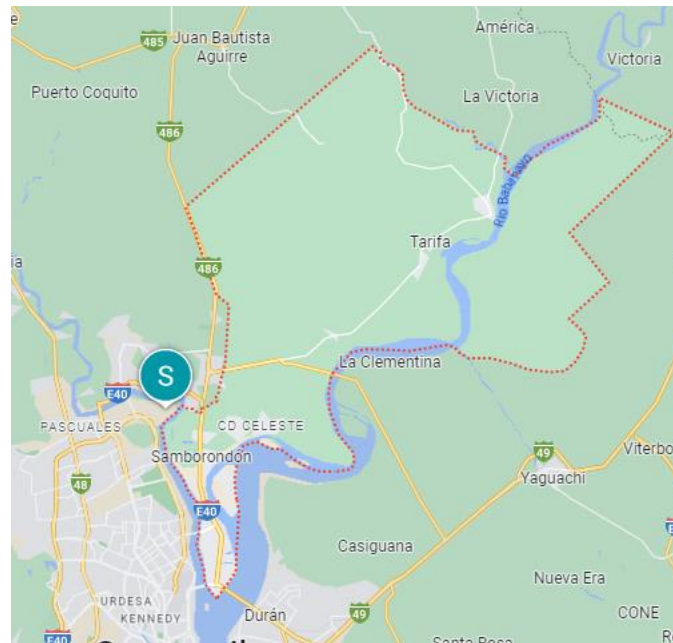 América
485
Juan Bautista
Aguirre
Victoria
Puerto Coquito
La Victoria
486
Río Babahoyo
Tarifa
486
La Clementina
S
E40
PASCUALES
CD CELESTE
Samborondón
49
Viterbo
Yaguachi
48
E40
Casiguana
Nueva Era
URDESA
KENNEDY
Durán
49
CONE
E40
Santa Rosa